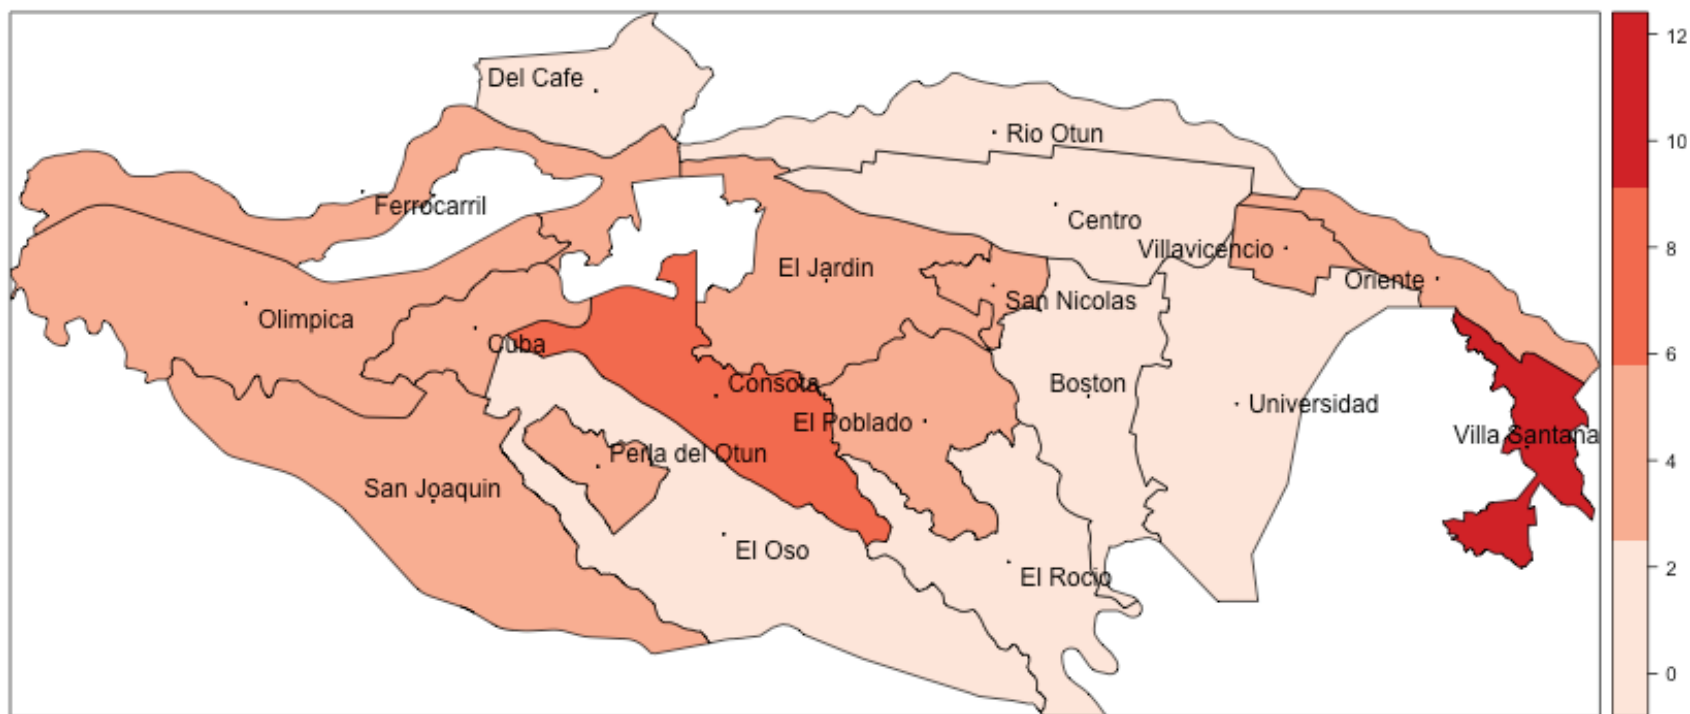 Del Cafe
Rio Otun
Ferrocarril
Centro
Villavicencio
El Jardin
Oriente
San Nicolas
Olimpica
Cuba
Consota
Boston
Universidad
El Poblado
Villa Santana
Perla del Otun
San Joaquin
El Oso
El Rocio
12
10
8
6
4
2
0